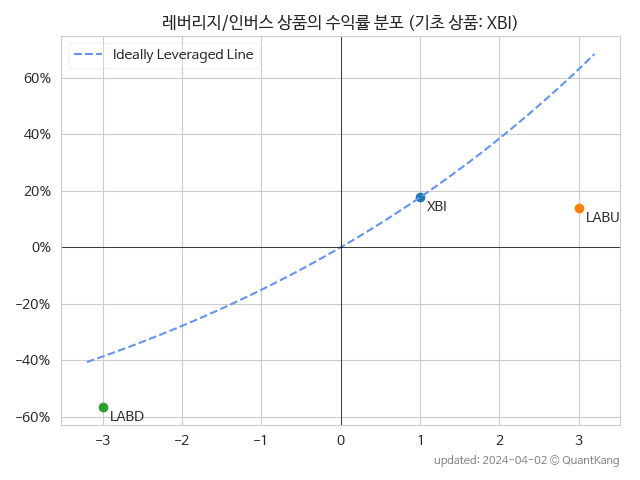 레버리지/인버스 상품의 수익률 분포 (기초 상품: XBI)
Ideally Leveraged Line
60%
40%
20%
0%
−20%
−40%
−60%
XBI
LABU
LABD
−3 −2 −1 0 1 2 3
updated: 2024-04-02 © QuantKang